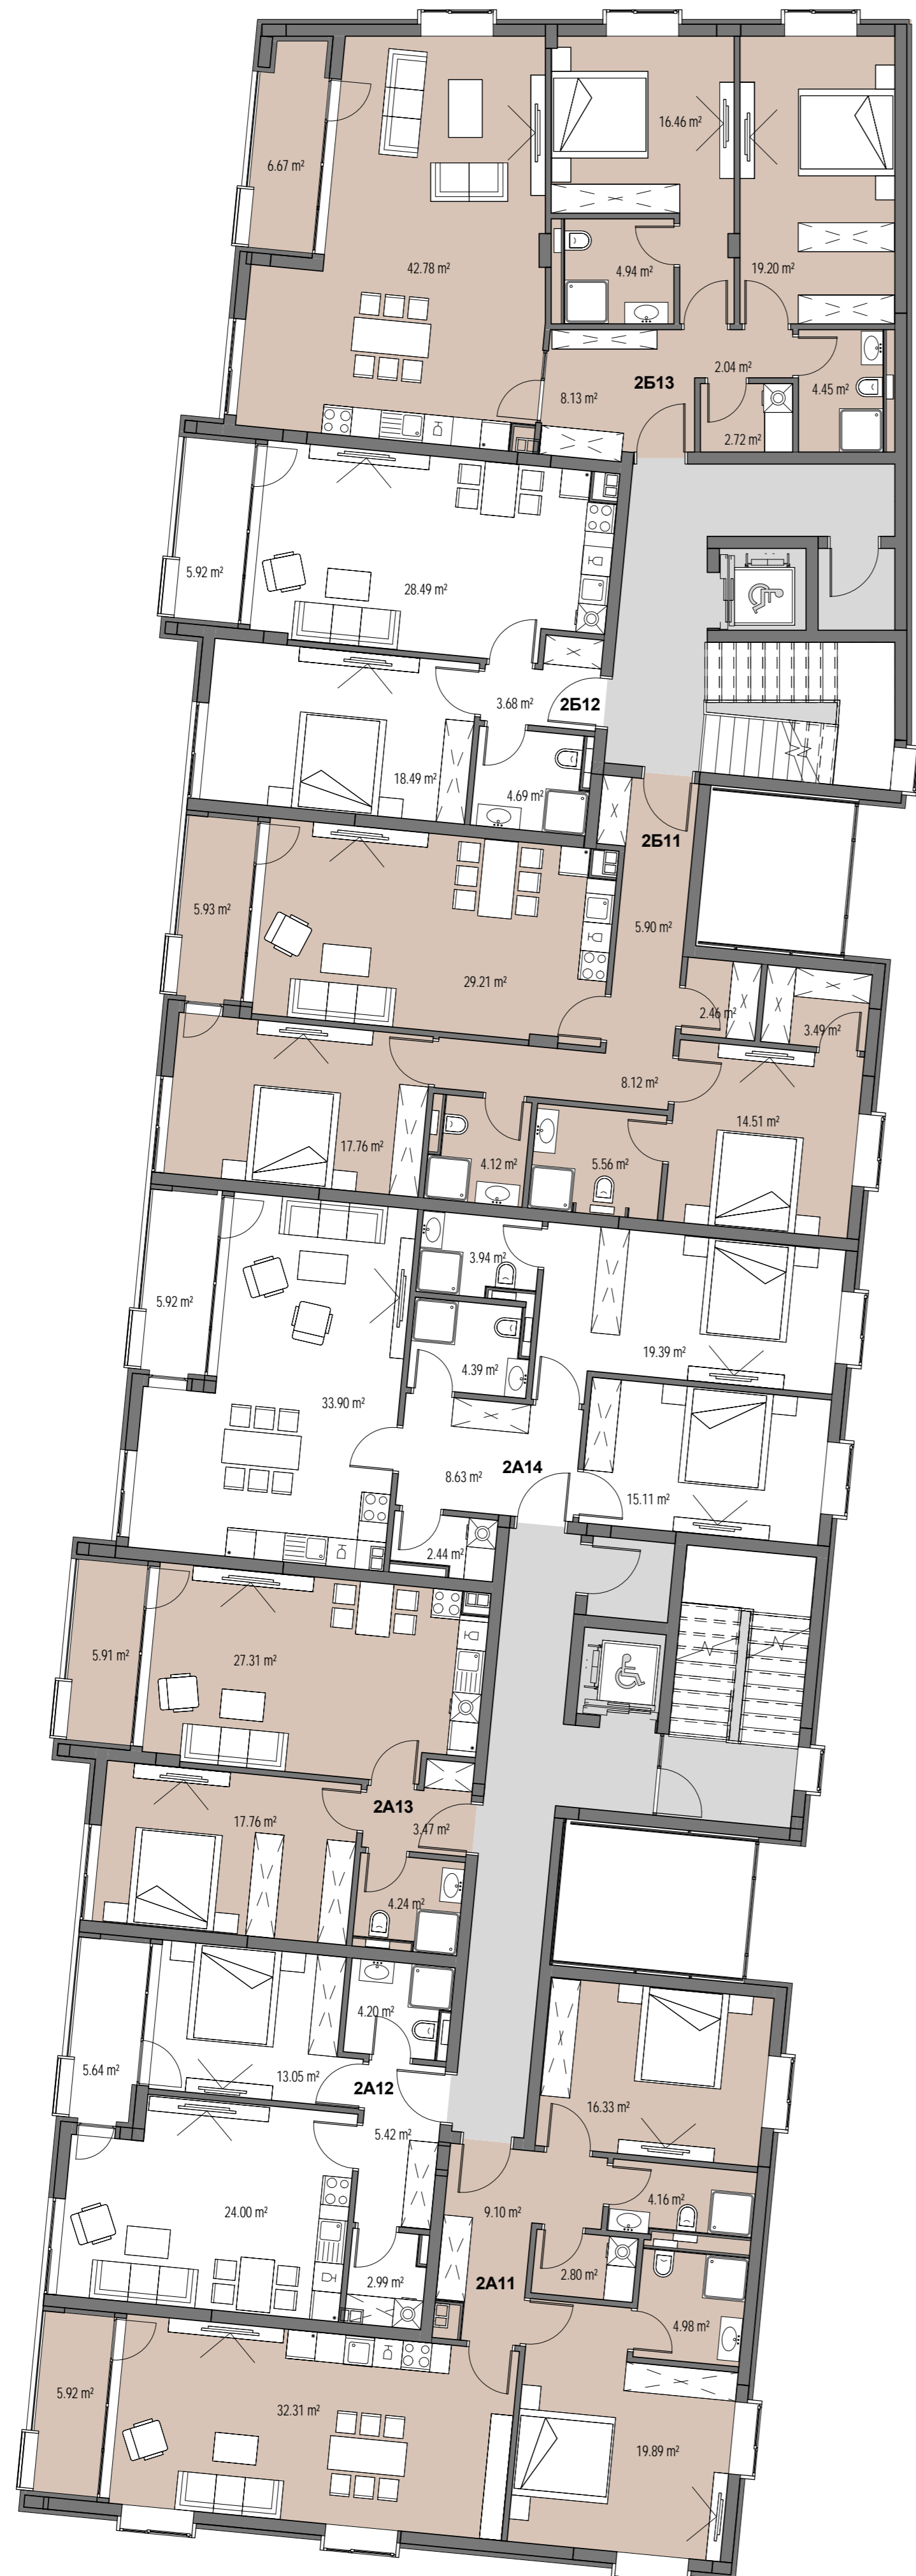 6.67 m²
16.46 m²
42.78 m²
4.94 m²
19.20 m²
2.04 m²
2Б13
4.45 m²
8.13 m²
2.72 m²
5.92 m²
28.49 m²
3.68 m²
2Б12
18.49 m²
4.69 m²
2Б11
5.93 m²
5.90 m²
29.21 m²
2.46 m²
3.49 m²
8.12 m²
14.51 m²
17.76 m²
4.12 m²
5.56 m²
3.94 m²
5.92 m²
19.39 m²
4.39 m²
33.90 m²
2А14
8.63 m²
15.11 m²
2.44 m²
5.91 m²
27.31 m²
2А13
17.76 m²
3.47 m²
4.24 m²
4.20 m²
5.64 m²
13.05 m²
2А12
5.42 m²
16.33 m²
4.16 m²
24.00 m²
9.10 m²
2.99 m²
2А11
2.80 m²
4.98 m²
5.92 m²
32.31 m²
19.89 m²